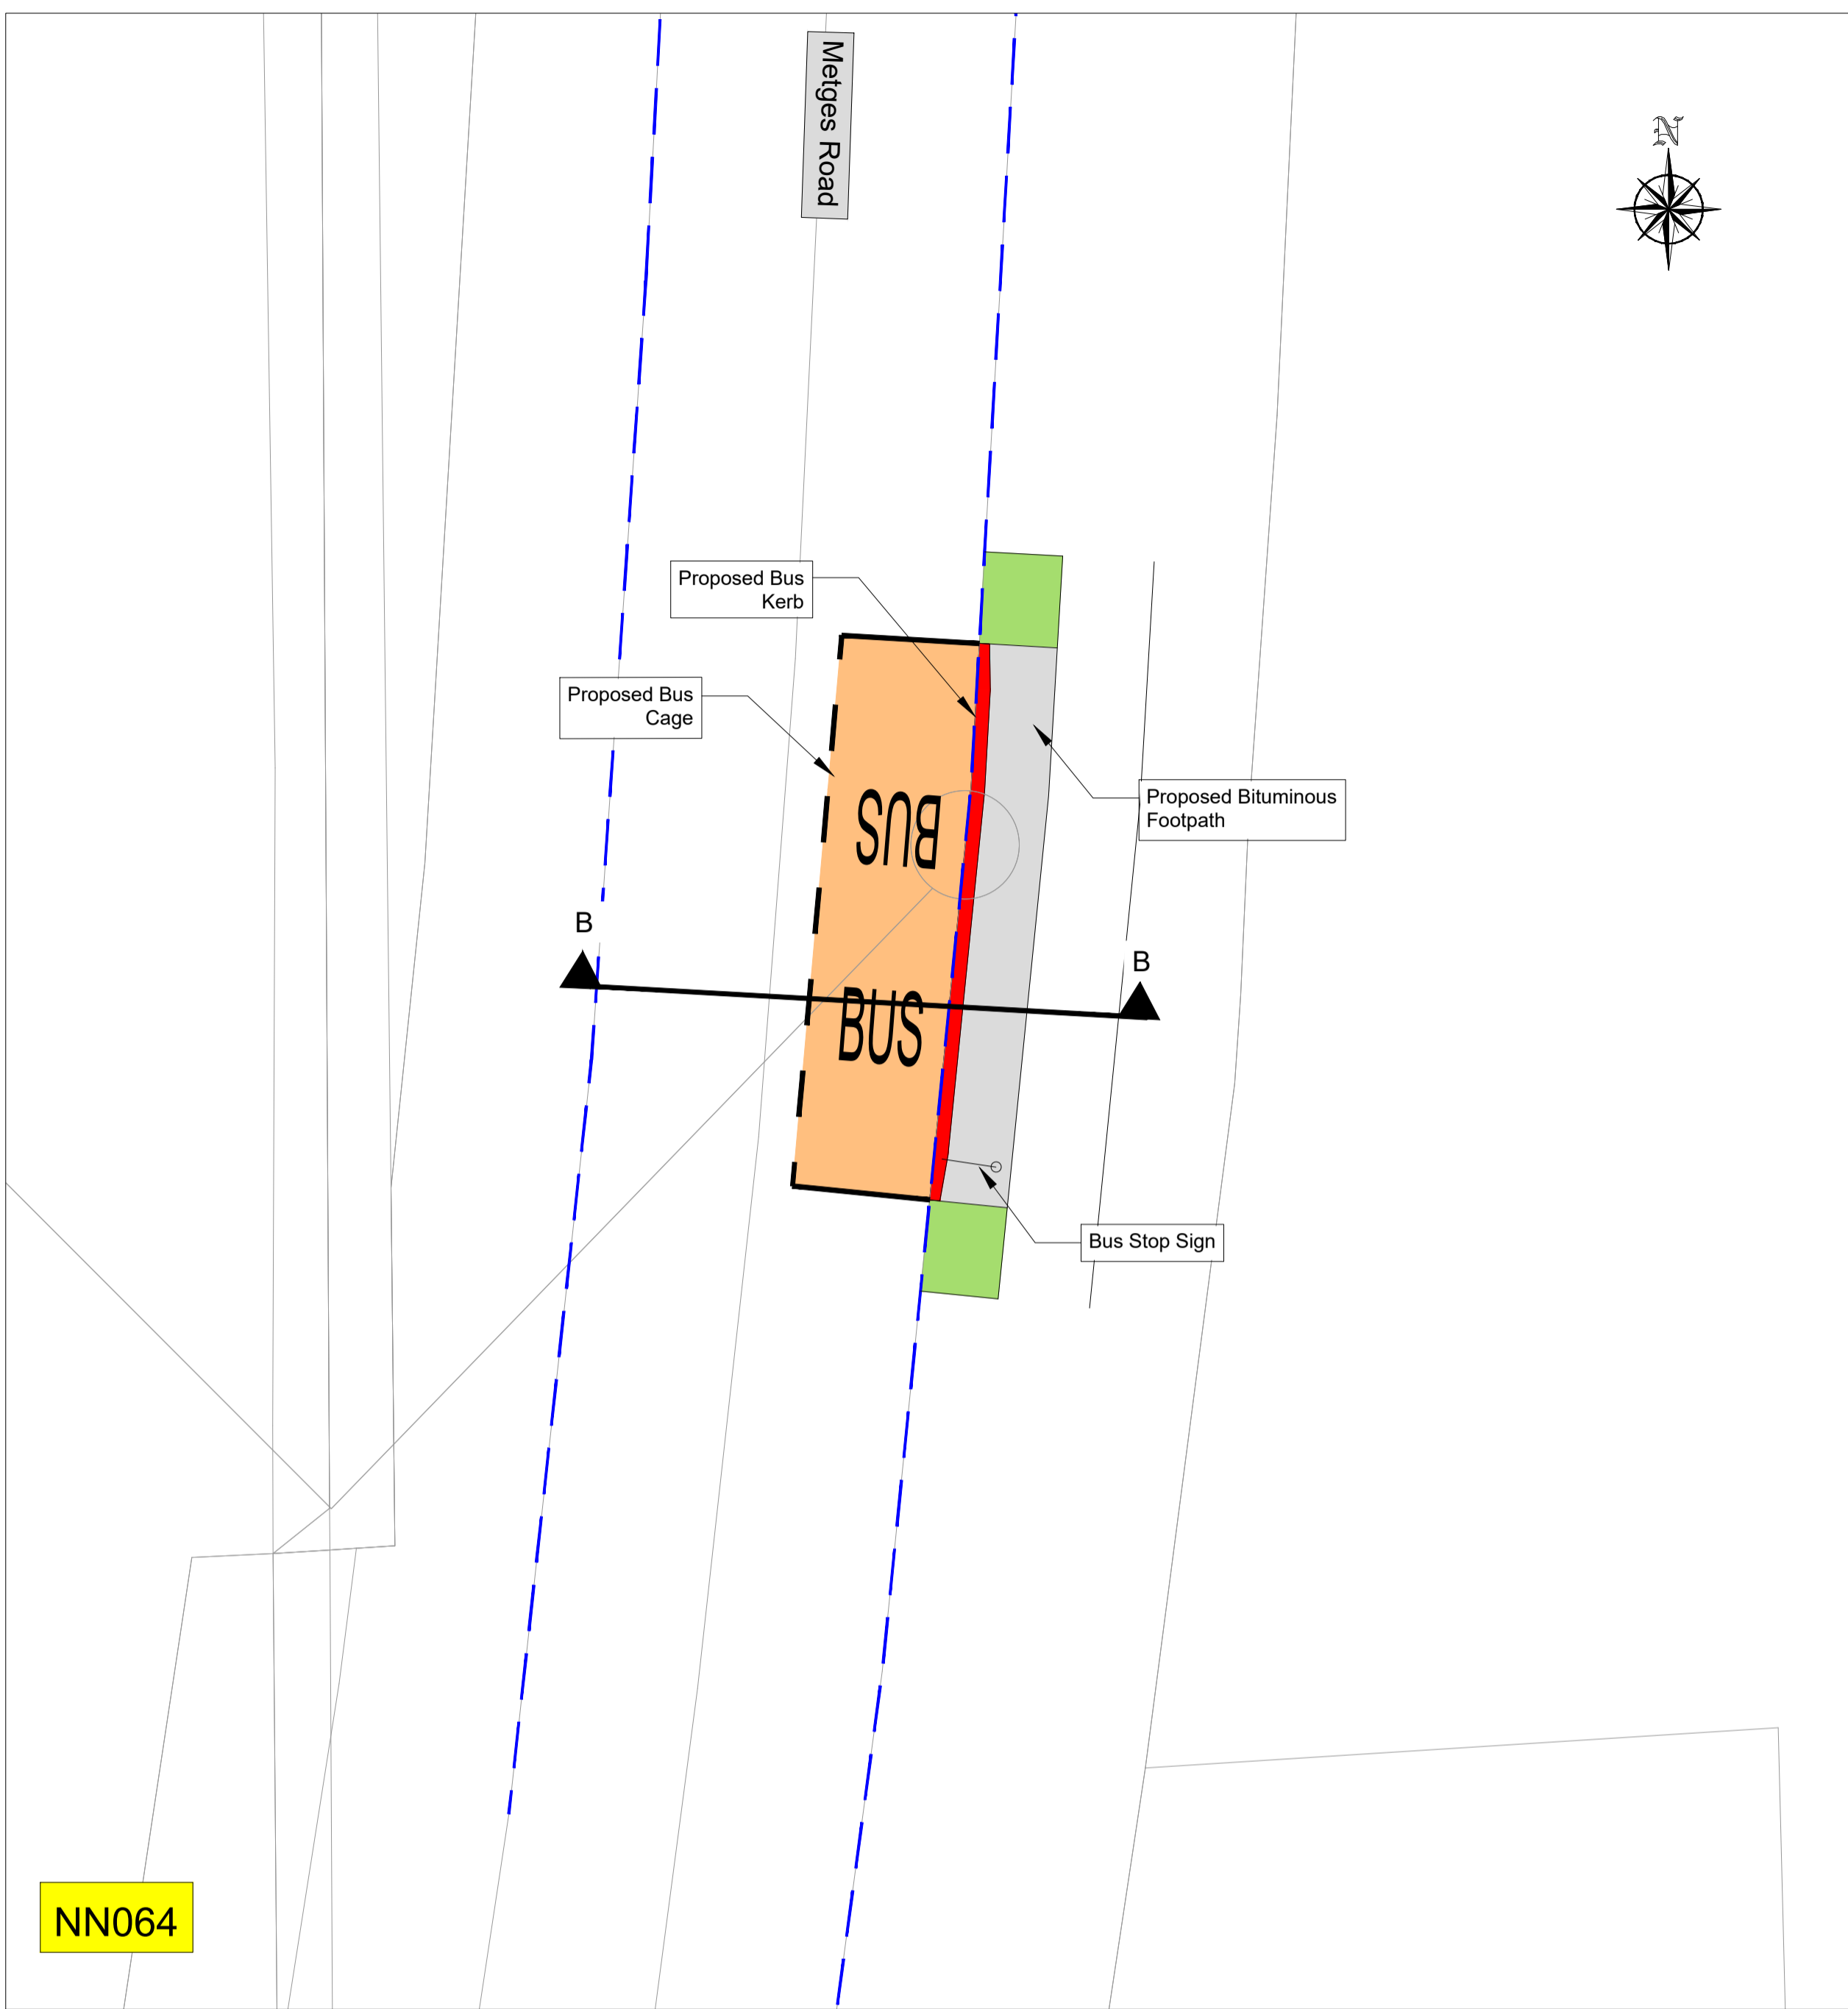 Metges Road
N
Proposed Bus
Kerb
Proposed Bus
Cage
Proposed Bituminous
Footpath
BUS
B
B
BUS
Bus Stop Sign
NN064